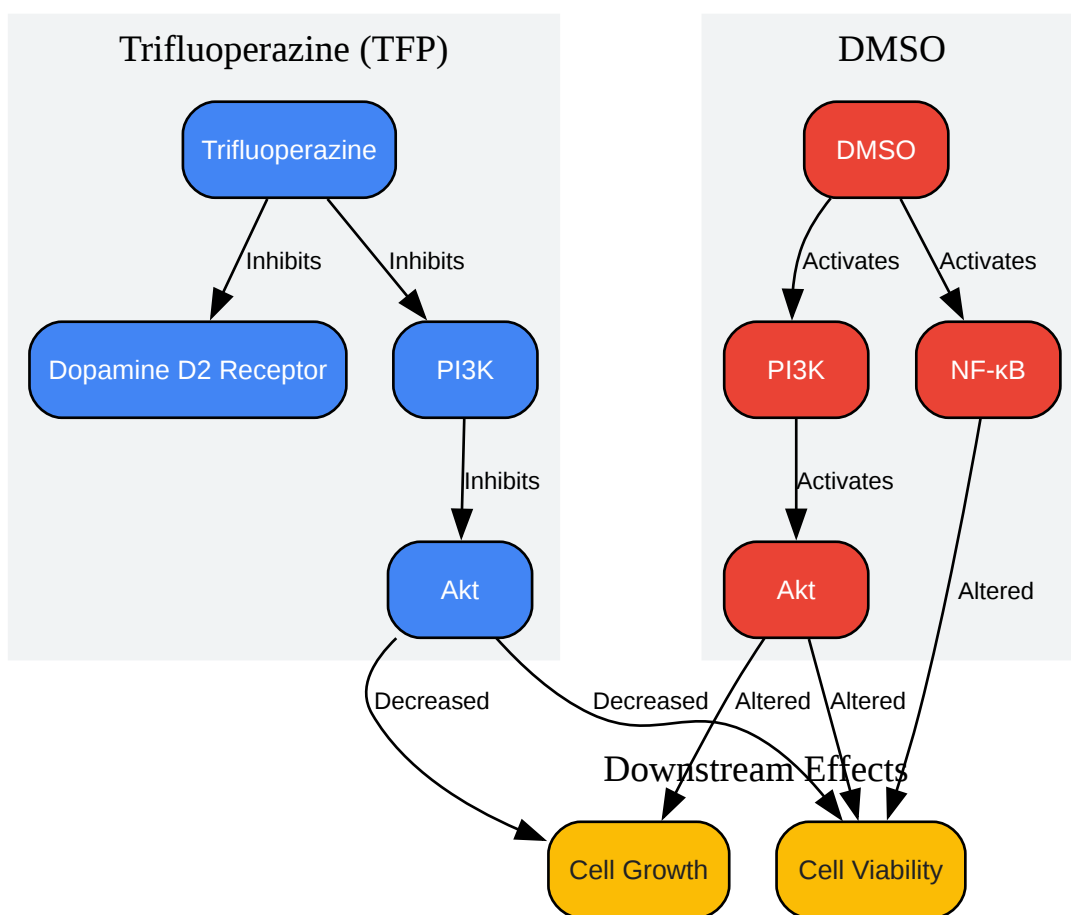 Trifluoperazine (TFP)
DMSO
Trifluoperazine
DMSO
Inhibits
Inhibits
Activates
Activates
Dopamine D2 Receptor
PI3K
PI3K
NF-κB
Inhibits
Activates
Akt
Akt
Altered
Decreased
Decreased
Altered
Altered
Downstream Effects
Cell Growth
Cell Viability